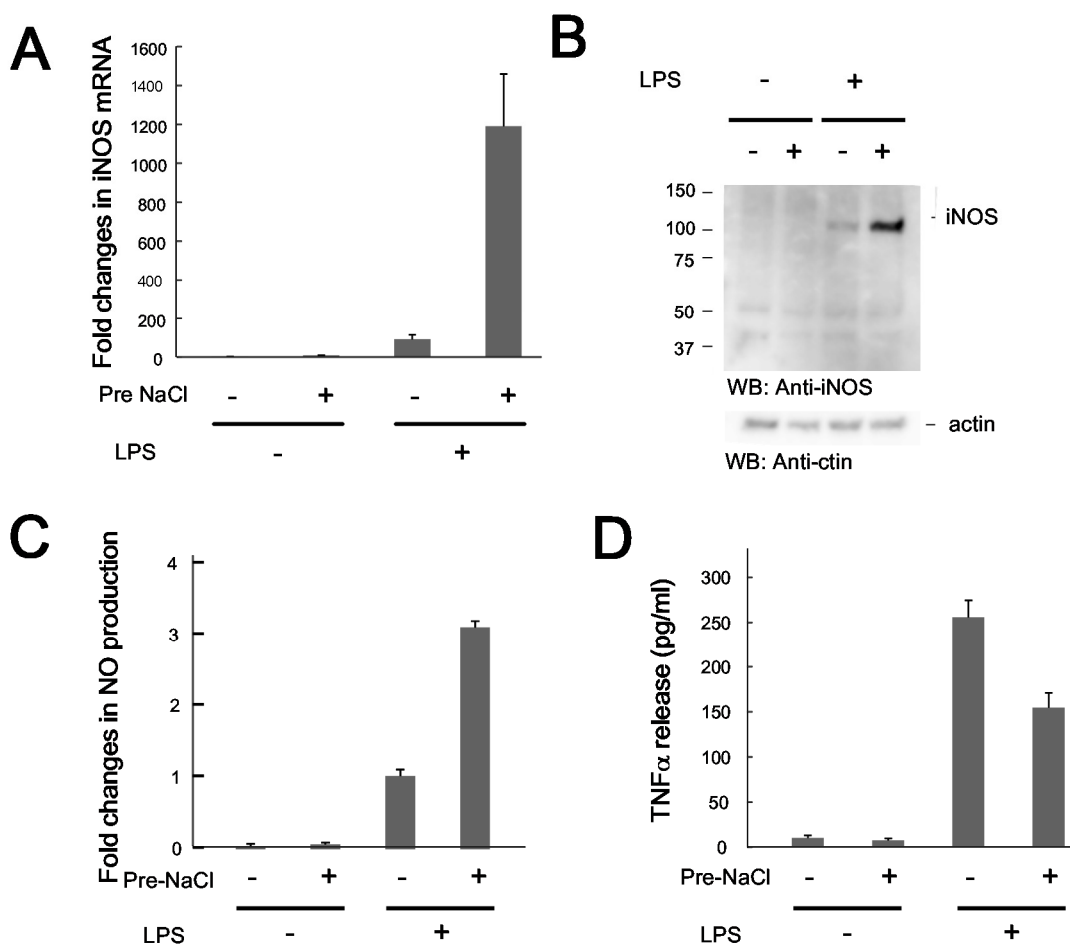 A
Fold changes in iNOS mRNA
1600
1400
1200
1000
800
600
400
200
0
Pre NaCl - + - +
LPS - +
B
LPS - +
- + - +
150
100
75
50
37
iNOS
WB: Anti-iNOS
actin
WB: Anti-ctin
C
Fold changes in NO production
4
3
2
1
0
Pre-NaCl - + - +
LPS - +
D
TNFα release (pg/ml)
300
250
200
150
100
50
0
Pre-NaCl - + - +
LPS - +